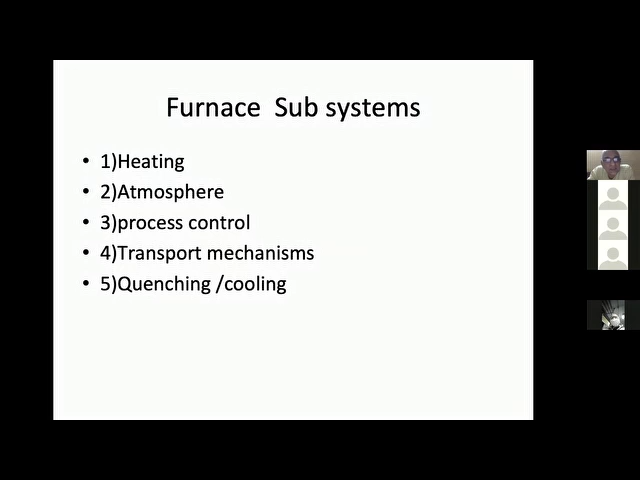 Furnace Sub systems
• 1)Heating
• 2)Atmosphere
• 3)process control
• 4)Transport mechanisms
• 5)Quenching /cooling